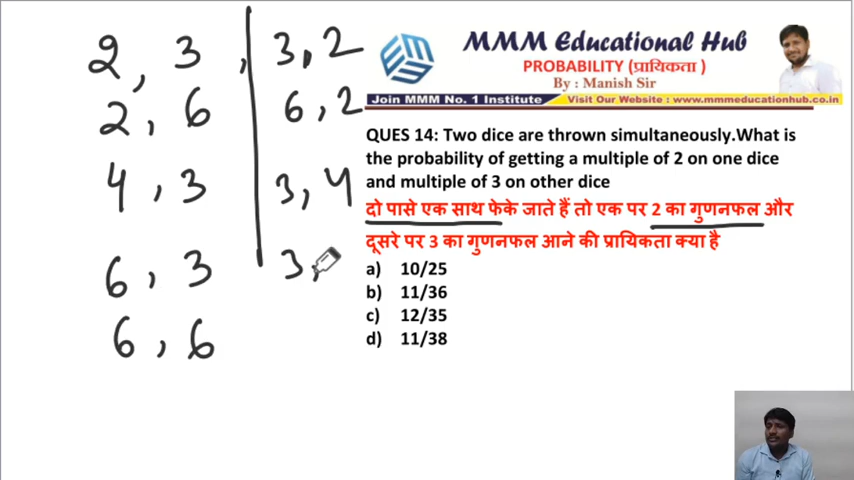 2, 3, 3, 2
2, 6 6, 2
4, 3 3, 4
6, 3 3,
6, 6
MMM Educational Hub
PROBABILITY (प्रायिकता )
By : Manish Sir
Join MMM No. 1 Institute Visit Our Website : www.mmmeducationhub.co.in
QUES 14: Two dice are thrown simultaneously.What is
the probability of getting a multiple of 2 on one dice
and multiple of 3 on other dice
दो पासे एक साथ फेके जाते हैं तो एक पर 2 का गुणनफल और
दूसरे पर 3 का गुणनफल आने की प्रायिकता क्या है
a) 10/25
b) 11/36
c) 12/35
d) 11/38